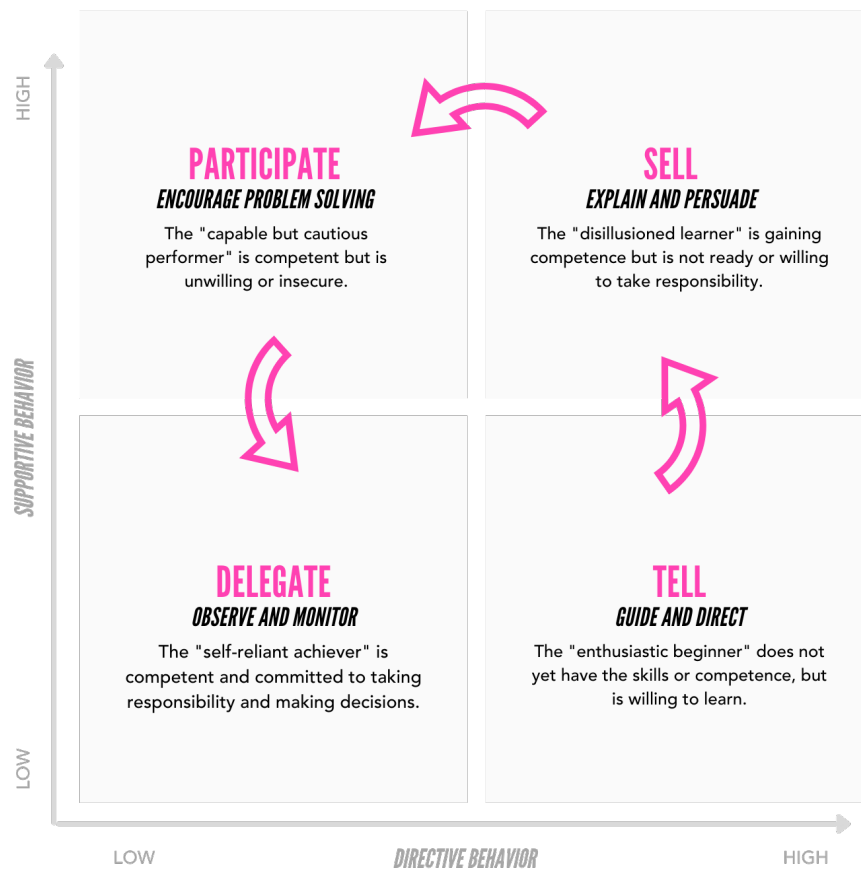 HIGH
PARTICIPATE
ENCOURAGE PROBLEM SOLVING
The "capable but cautious
performer" is competent but is
unwilling or insecure.
SELL
EXPLAIN AND PERSUADE
The "disillusioned learner" is gaining
competence but is not ready or willing
to take responsibility.
SUPPORTIVE BEHAVIOR
DELEGATE
OBSERVE AND MONITOR
The "self-reliant achiever" is
competent and committed to taking
responsibility and making decisions.
TELL
GUIDE AND DIRECT
The "enthusiastic beginner" does not
yet have the skills or competence, but
is willing to learn.
LOW
LOW
DIRECTIVE BEHAVIOR
HIGH